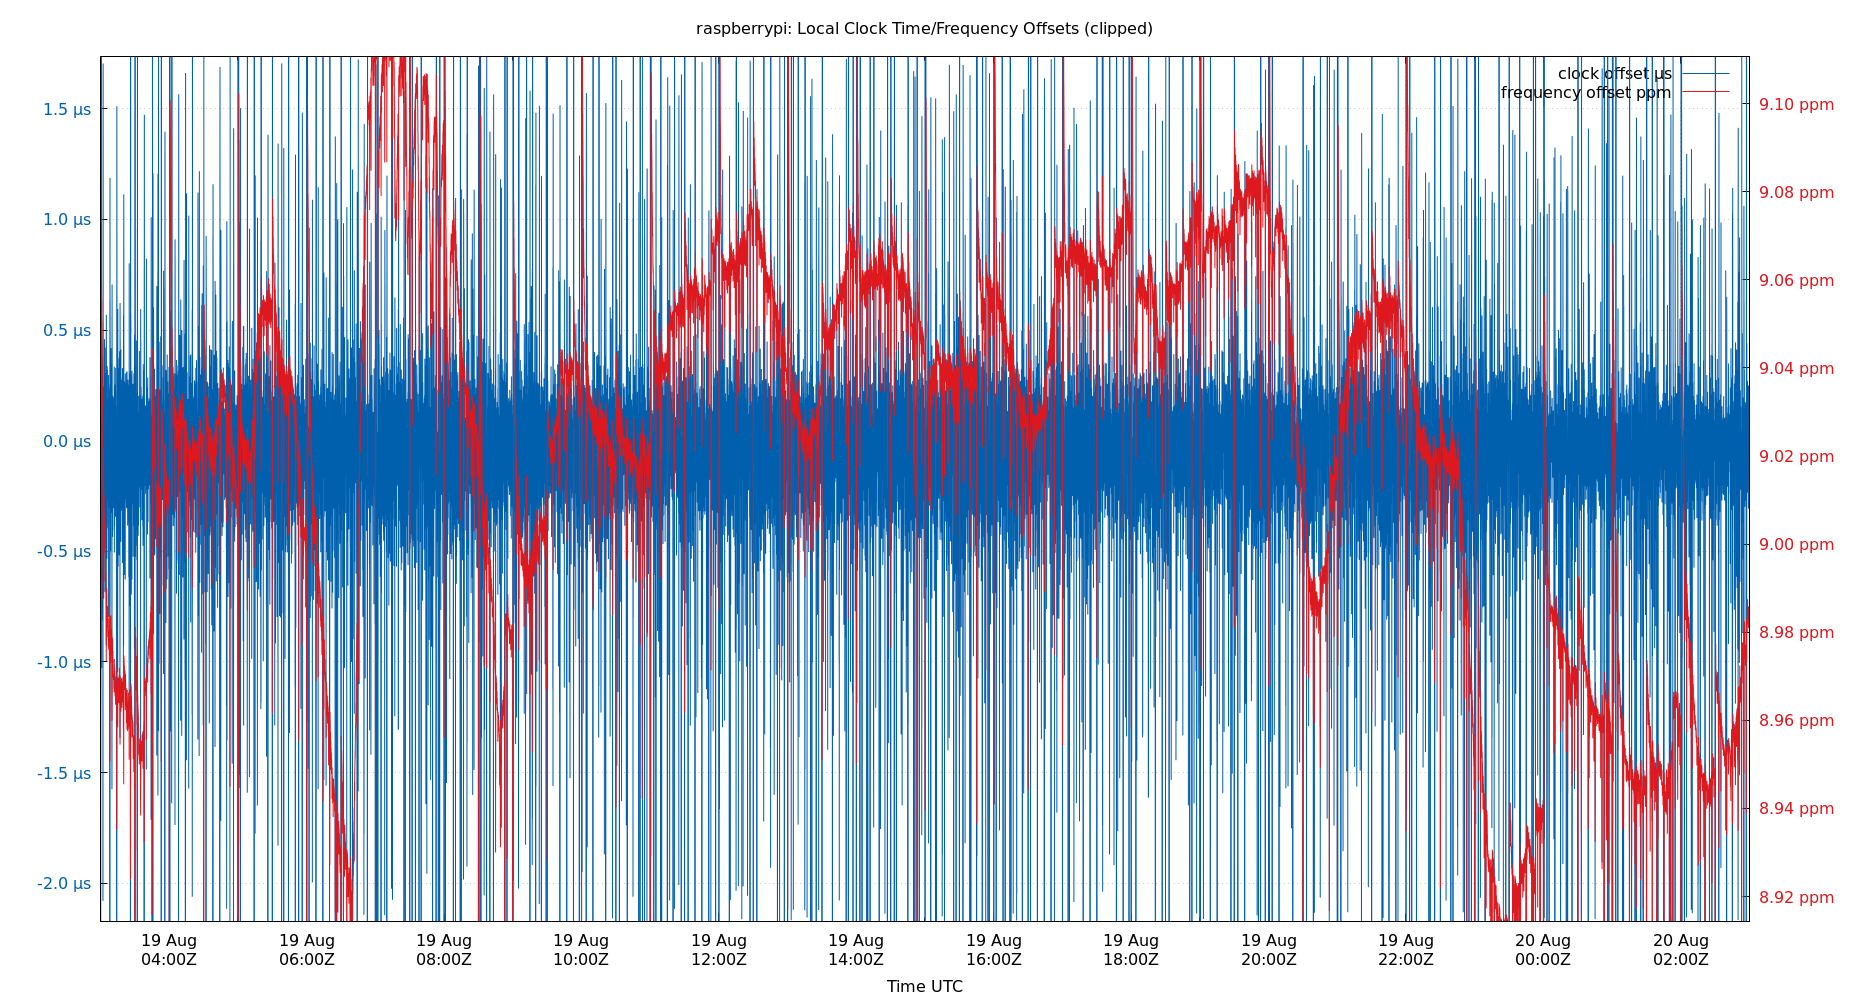 raspberrypi: Local Clock Time/Frequency Offsets (clipped)
clock offset µs
frequency offset ppm
1.5 µs
1.0 µs
0.5 µs
0.0 µs
-0.5 µs
-1.0 µs
-1.5 µs
-2.0 µs
9.10 ppm
9.08 ppm
9.06 ppm
9.04 ppm
9.02 ppm
9.00 ppm
8.98 ppm
8.96 ppm
8.94 ppm
8.92 ppm
19 Aug 19 Aug 19 Aug 19 Aug 19 Aug 19 Aug 19 Aug 19 Aug 19 Aug 19 Aug 20 Aug 20 Aug
04:00Z 06:00Z 08:00Z 10:00Z 12:00Z 14:00Z 16:00Z 18:00Z 20:00Z 22:00Z 00:00Z 02:00Z
Time UTC